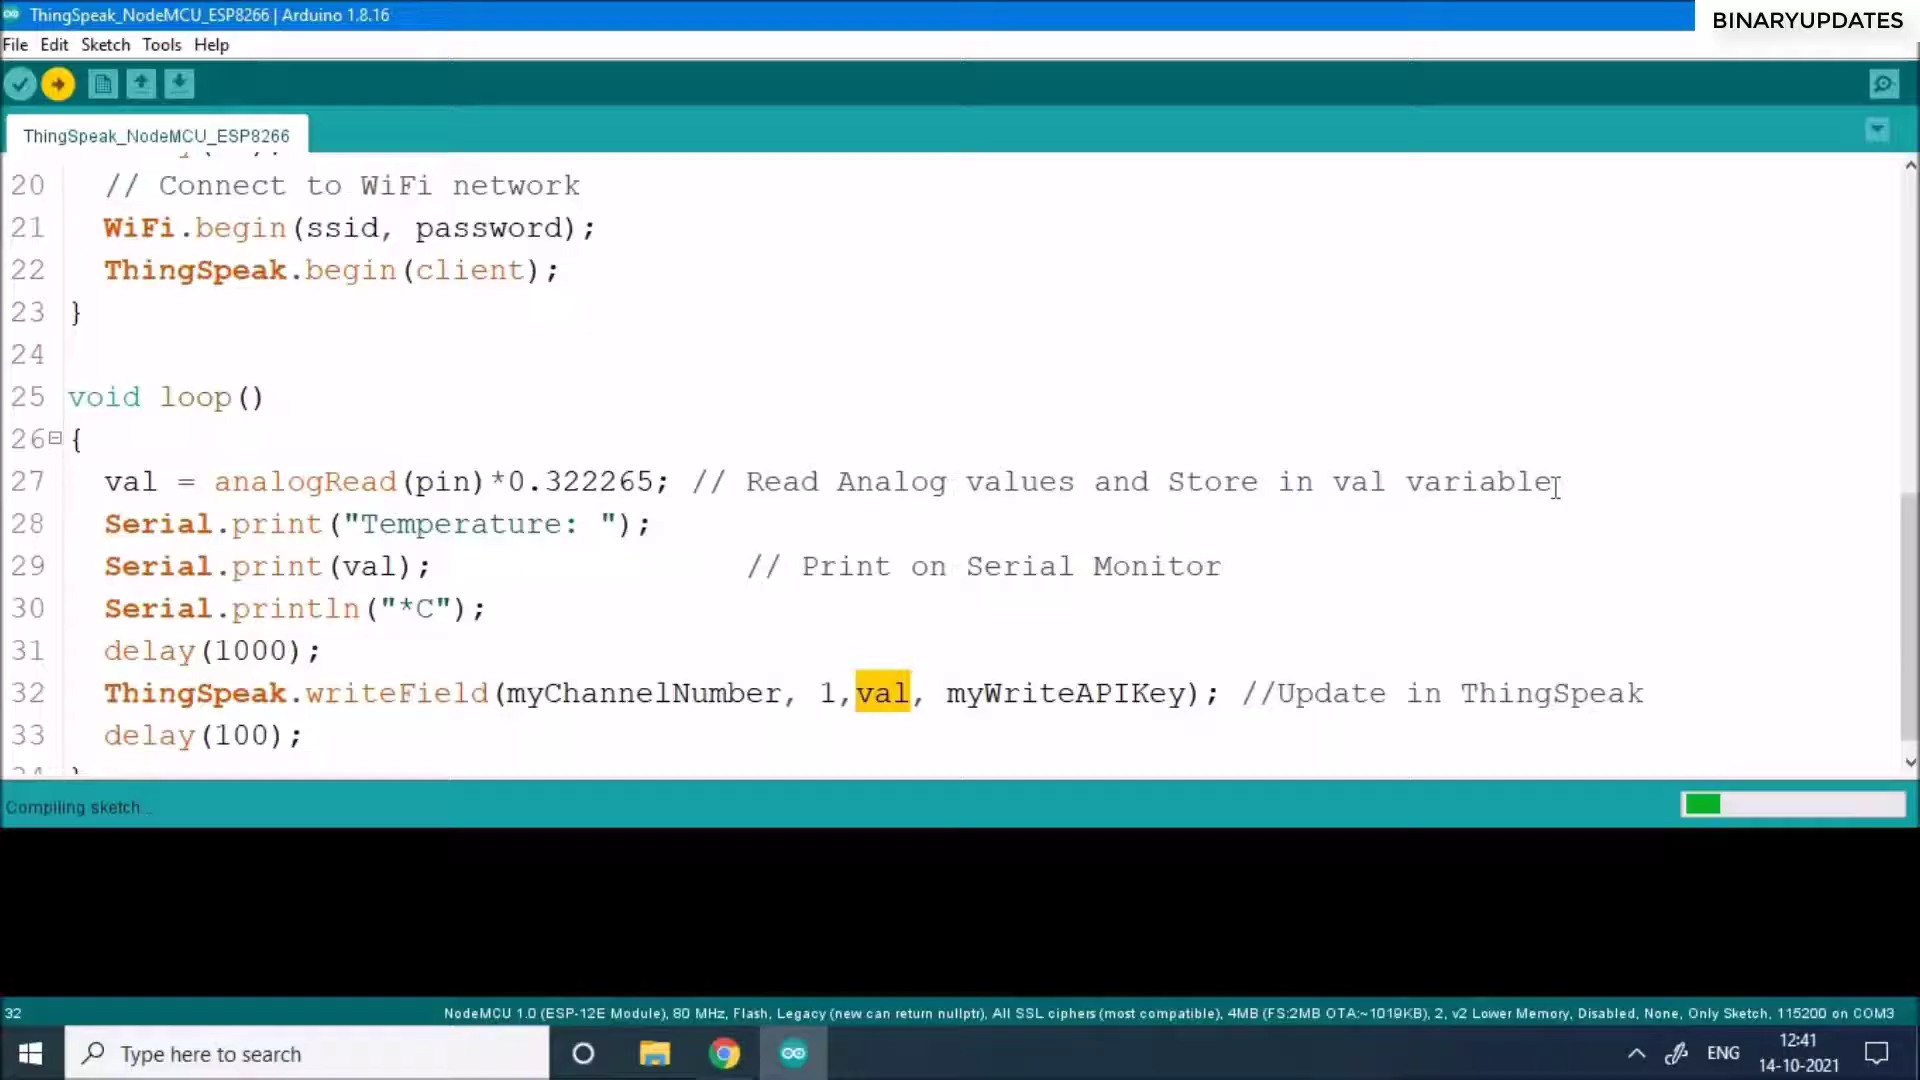 ThingSpeak_NodeMCU_ESP8266 | Arduino 1.8.16
BINARYUPDATES
File Edit Sketch Tools Help
ThingSpeak_NodeMCU_ESP8266
20 // Connect to WiFi network
21 WiFi.begin(ssid, password);
22 ThingSpeak.begin(client);
23 }
24
25 void loop()
26 {
27 val = analogRead(pin)*0.322265; // Read Analog values and Store in val variable
28 Serial.print("Temperature: ");
29 Serial.print(val); // Print on Serial Monitor
30 Serial.println("*C");
31 delay(1000);
32 ThingSpeak.writeField(myChannelNumber, 1,val, myWriteAPIKey); //Update in ThingSpeak
33 delay(100);
Compiling sketch...
32 NodeMCU 1.0 (ESP-12E Module), 80 MHz, Flash, Legacy (new can return nullptr), All SSL ciphers (most compatible), 4MB (FS:2MB OTA:~1019KB), 2, v2 Lower Memory, Disabled, None, Only Sketch, 115200 on COM3
Type here to search
ENG
12:41
14-10-2021